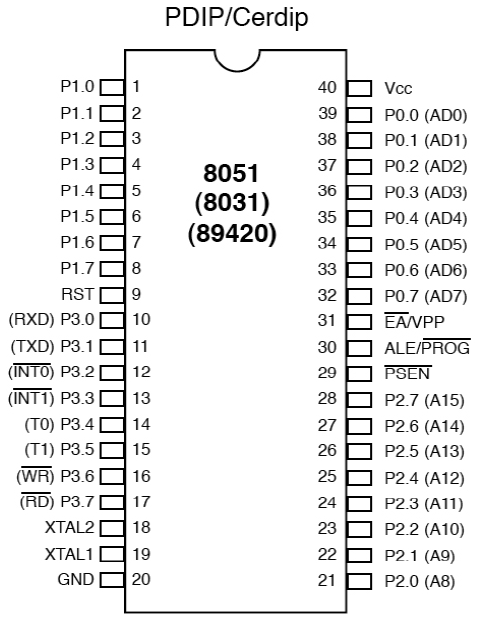 PDIP/Cerdip
8051
(8031)
(89420)
P1.0 1
P1.1 2
P1.2 3
P1.3 4
P1.4 5
P1.5 6
P1.6 7
P1.7 8
RST 9
(RXD) P3.0 10
(TXD) P3.1 11
(INT0) P3.2 12
(INT1) P3.3 13
(T0) P3.4 14
(T1) P3.5 15
(WR) P3.6 16
(RD) P3.7 17
XTAL2 18
XTAL1 19
GND 20
40 Vcc
39 P0.0 (AD0)
38 P0.1 (AD1)
37 P0.2 (AD2)
36 P0.3 (AD3)
35 P0.4 (AD4)
34 P0.5 (AD5)
33 P0.6 (AD6)
32 P0.7 (AD7)
31 EA/VPP
30 ALE/PROG
29 PSEN
28 P2.7 (A15)
27 P2.6 (A14)
26 P2.5 (A13)
25 P2.4 (A12)
24 P2.3 (A11)
23 P2.2 (A10)
22 P2.1 (A9)
21 P2.0 (A8)